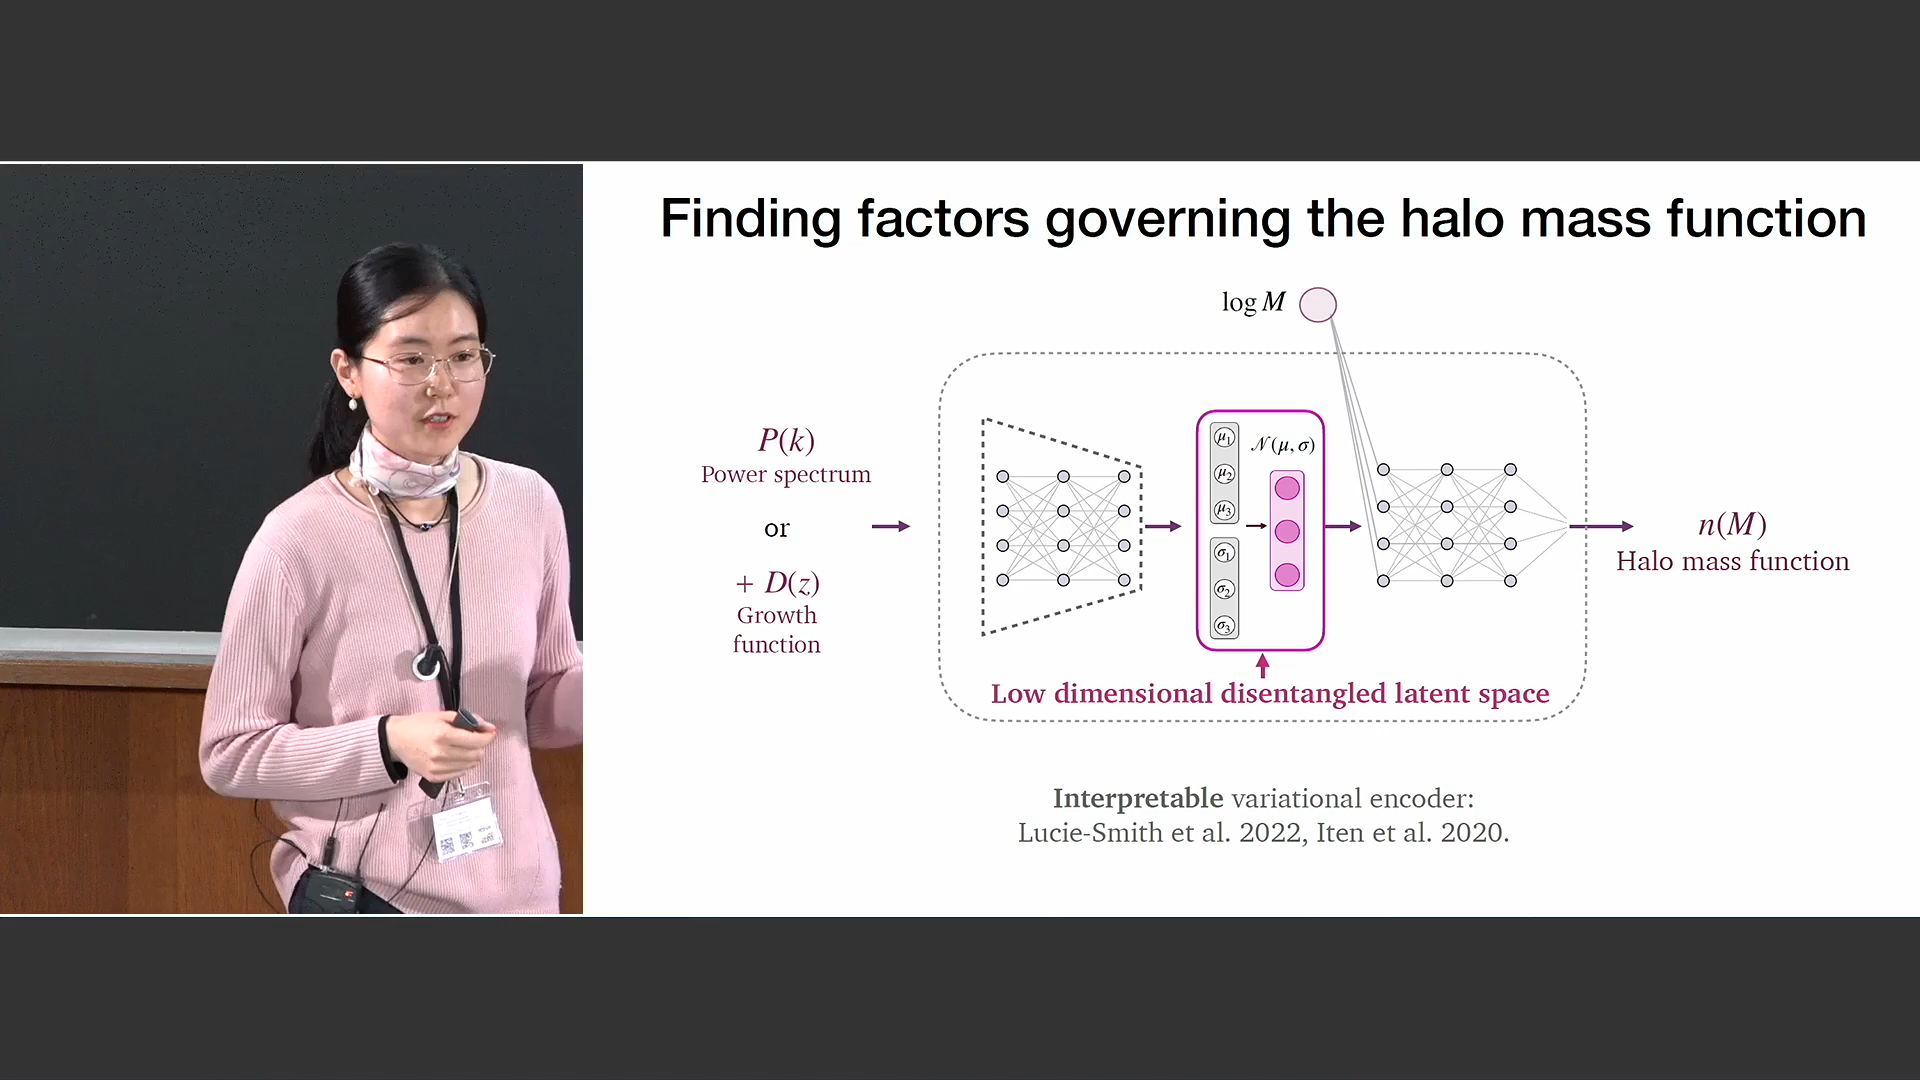 Finding factors governing the halo mass function
log M
P(k)
Power spectrum
or
+ D(z)
Growth
function
μ₁
μ₂
μ₃
σ₁
σ₂
σ₃
𝒩(μ, σ)
n(M)
Halo mass function
Low dimensional disentangled latent space
Interpretable variational encoder:
Lucie-Smith et al. 2022, Iten et al. 2020.